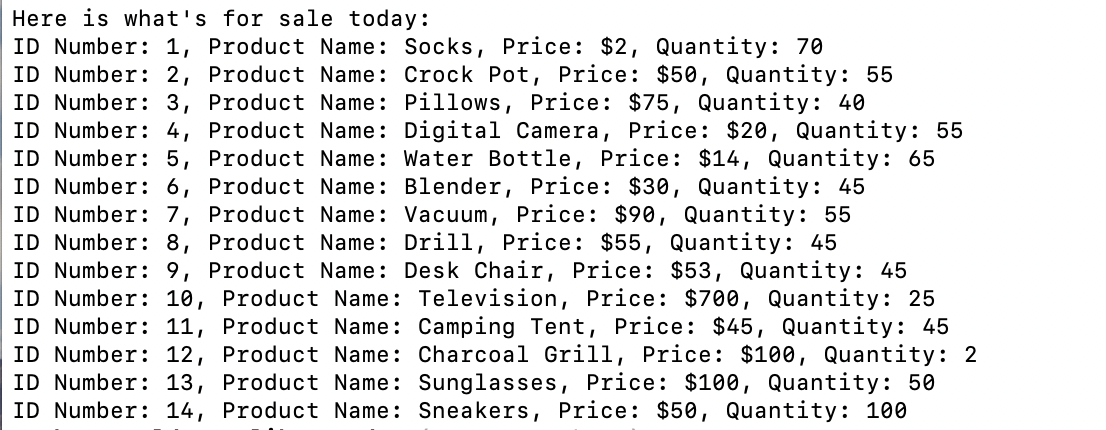 Here is what's for sale today:
ID Number: 1, Product Name: Socks, Price: $2, Quantity: 70
ID Number: 2, Product Name: Crock Pot, Price: $50, Quantity: 55
ID Number: 3, Product Name: Pillows, Price: $75, Quantity: 40
ID Number: 4, Product Name: Digital Camera, Price: $20, Quantity: 55
ID Number: 5, Product Name: Water Bottle, Price: $14, Quantity: 65
ID Number: 6, Product Name: Blender, Price: $30, Quantity: 45
ID Number: 7, Product Name: Vacuum, Price: $90, Quantity: 55
ID Number: 8, Product Name: Drill, Price: $55, Quantity: 45
ID Number: 9, Product Name: Desk Chair, Price: $53, Quantity: 45
ID Number: 10, Product Name: Television, Price: $700, Quantity: 25
ID Number: 11, Product Name: Camping Tent, Price: $45, Quantity: 45
ID Number: 12, Product Name: Charcoal Grill, Price: $100, Quantity: 2
ID Number: 13, Product Name: Sunglasses, Price: $100, Quantity: 50
ID Number: 14, Product Name: Sneakers, Price: $50, Quantity: 100